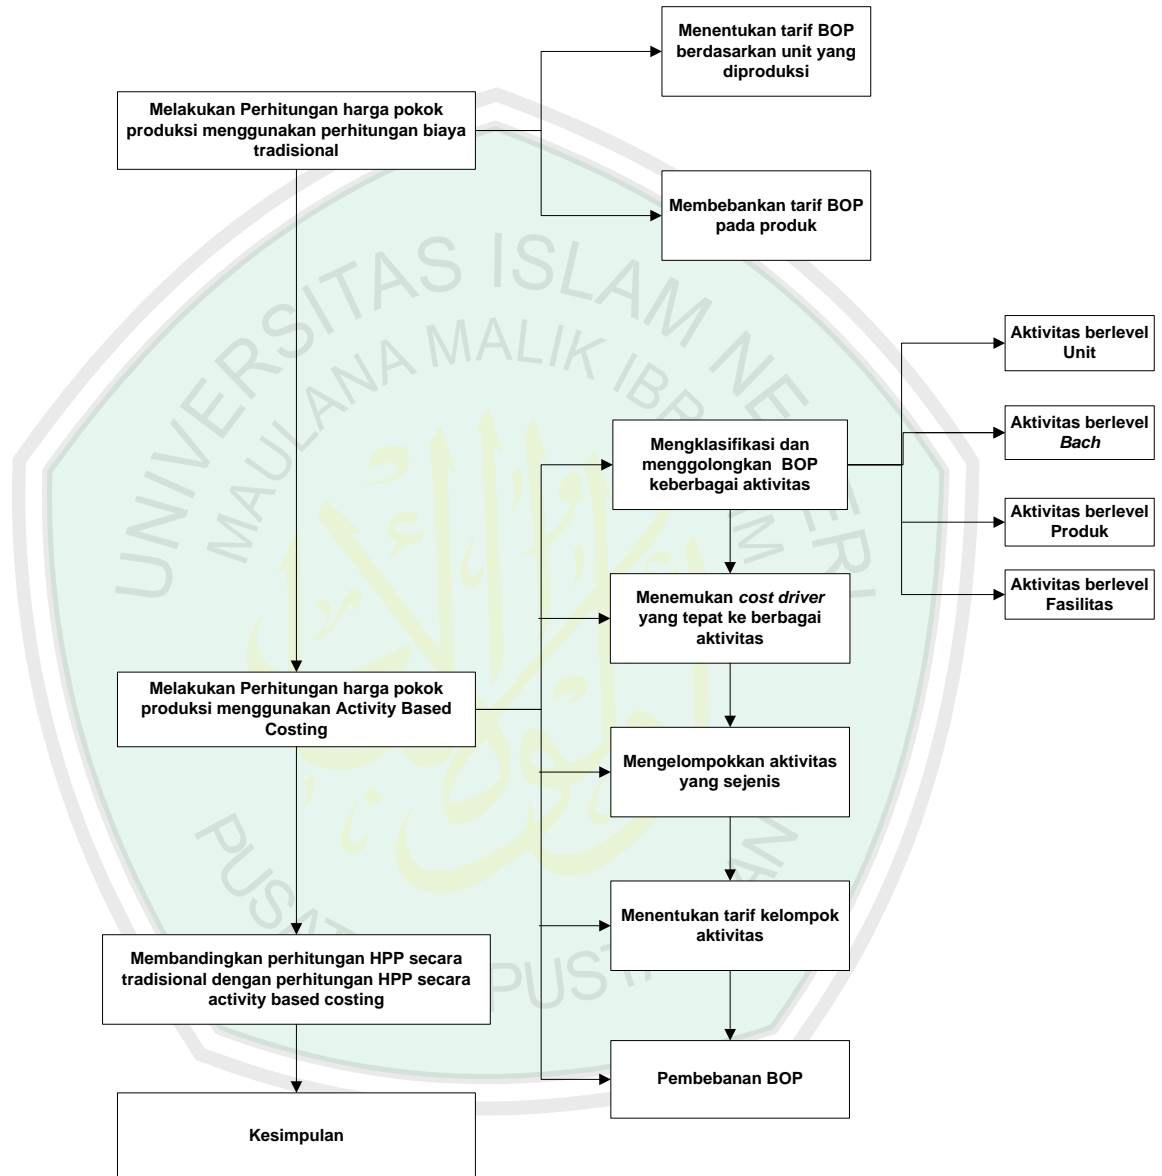 Menentukan tarif BOP
berdasarkan unit yang
diproduksi
Melakukan Perhitungan harga pokok
produksi menggunakan perhitungan biaya
tradisional
Membebankan tarif BOP
pada produk
Aktivitas berlevel
Unit
Aktivitas berlevel
Bach
Mengklasifikasi dan
menggolongkan BOP
keberbagai aktivitas
Aktivitas berlevel
Produk
Aktivitas berlevel
Fasilitas
Menemukan cost driver
yang tepat ke berbagai
aktivitas
Melakukan Perhitungan harga pokok
produksi menggunakan Activity Based
Costing
Mengelompokkan aktivitas
yang sejenis
Menentukan tarif kelompok
aktivitas
Membandingkan perhitungan HPP secara
tradisional dengan perhitungan HPP secara
activity based costing
Pembebanan BOP
Kesimpulan
UNIVERSITAS ISLAM
MAULANA MALIK